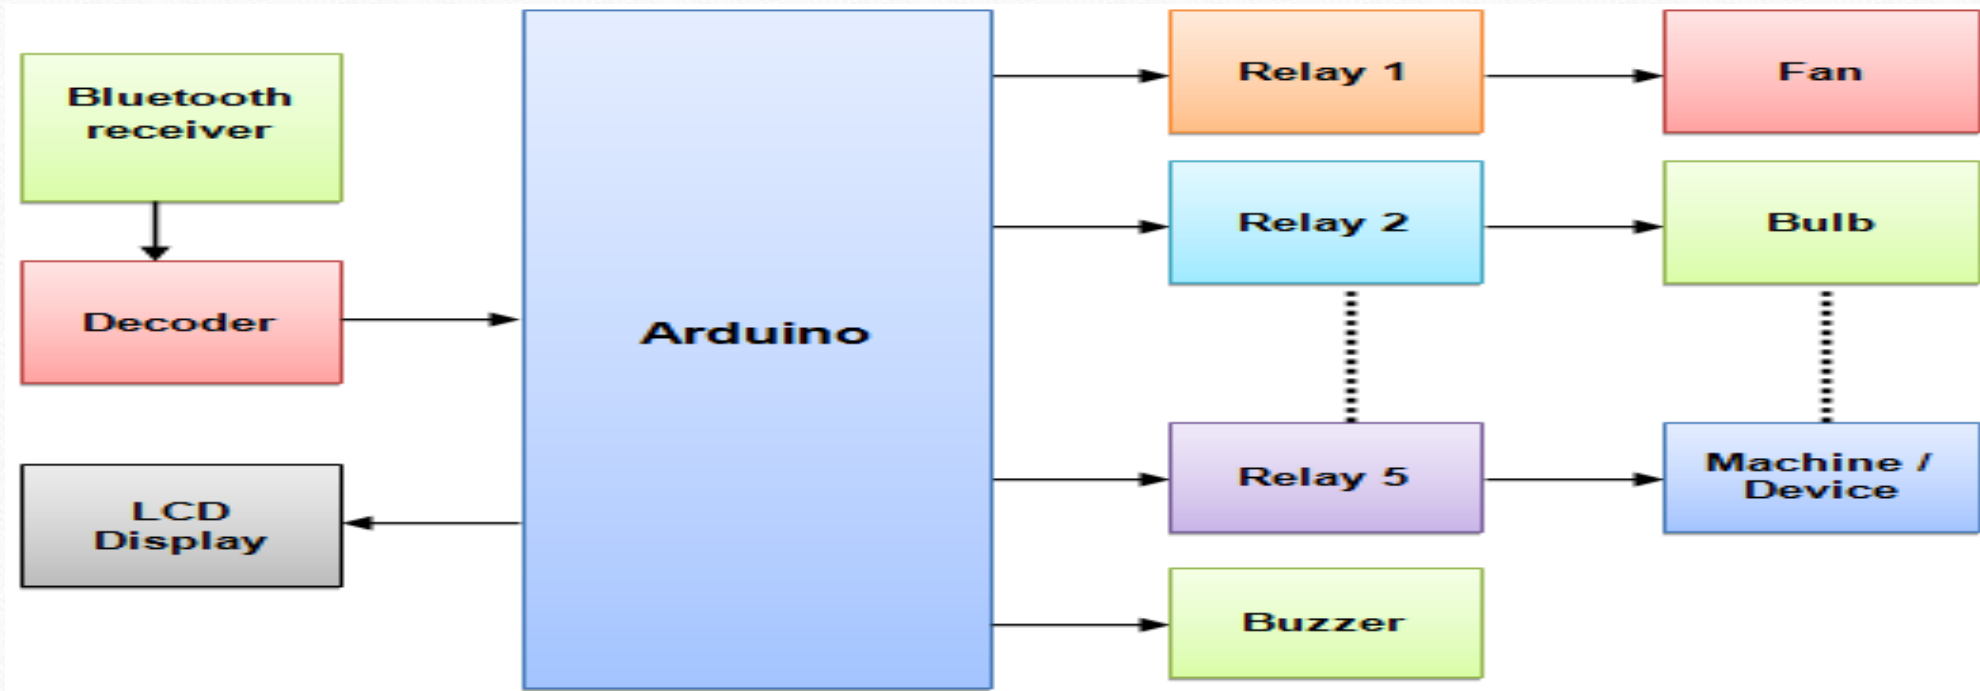 Bluetooth
receiver
Decoder
LCD
Display
Arduino
Relay 1
Fan
Relay 2
Bulb
Relay 5
Machine /
Device
Buzzer